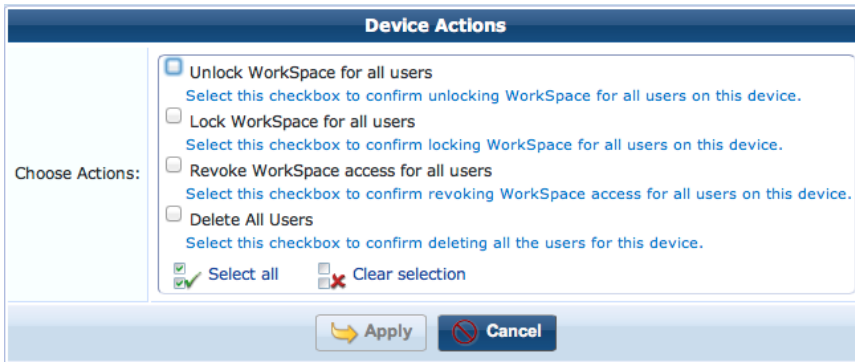 Device Actions
Choose Actions:
Unlock WorkSpace for all users
Select this checkbox to confirm unlocking WorkSpace for all users on this device.
Lock WorkSpace for all users
Select this checkbox to confirm locking WorkSpace for all users on this device.
Revoke WorkSpace access for all users
Select this checkbox to confirm revoking WorkSpace access for all users on this device.
Delete All Users
Select this checkbox to confirm deleting all the users for this device.
Select all Clear selection
Apply Cancel